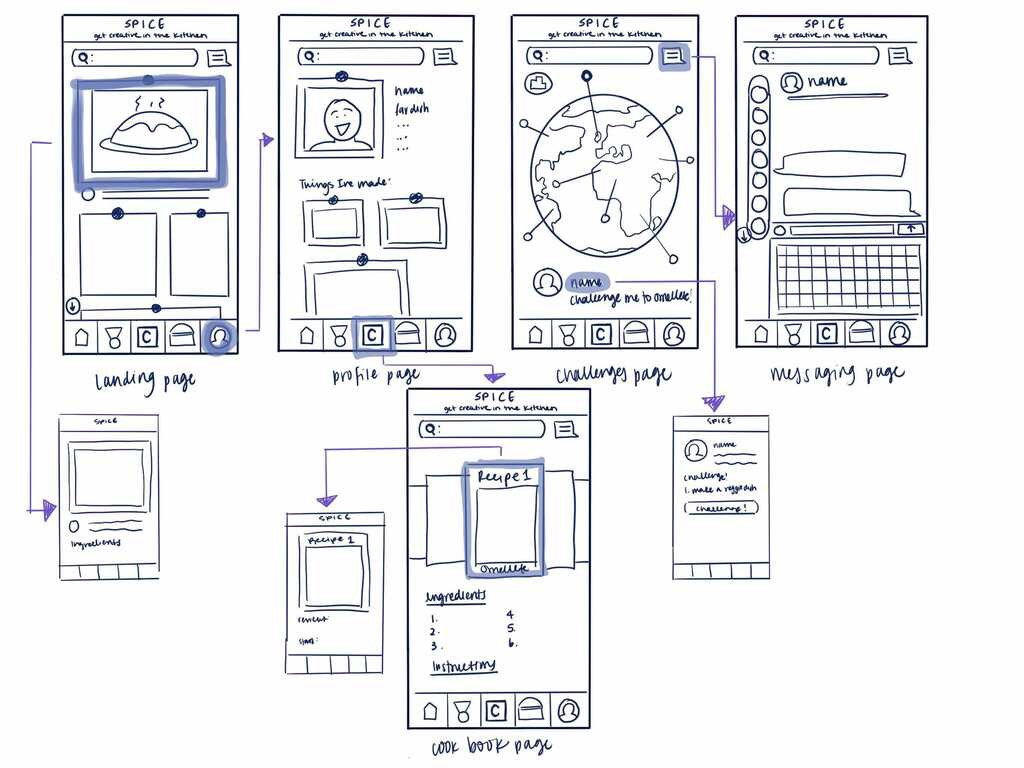 SPICE
get creative in the kitchen
landing page
SPICE
get creative in the kitchen
name
fav dish
...
...
...
Things Ive made:
C
profile page
SPICE
get creative in the kitchen
name
challenge me to omellete!
C
challenges page
SPICE
get creative in the kitchen
name
C
messaging page
C
SPICE
Ingredients
SPICE
Recipe 1
SPICE
get creative in the kitchen
Recipe 1
Omellete
Ingredients
1.
2.
3.
4
5.
6.
Instructions
C
cook book page
SPICE
name
challenge!
1. make a veggie dish
challenge!